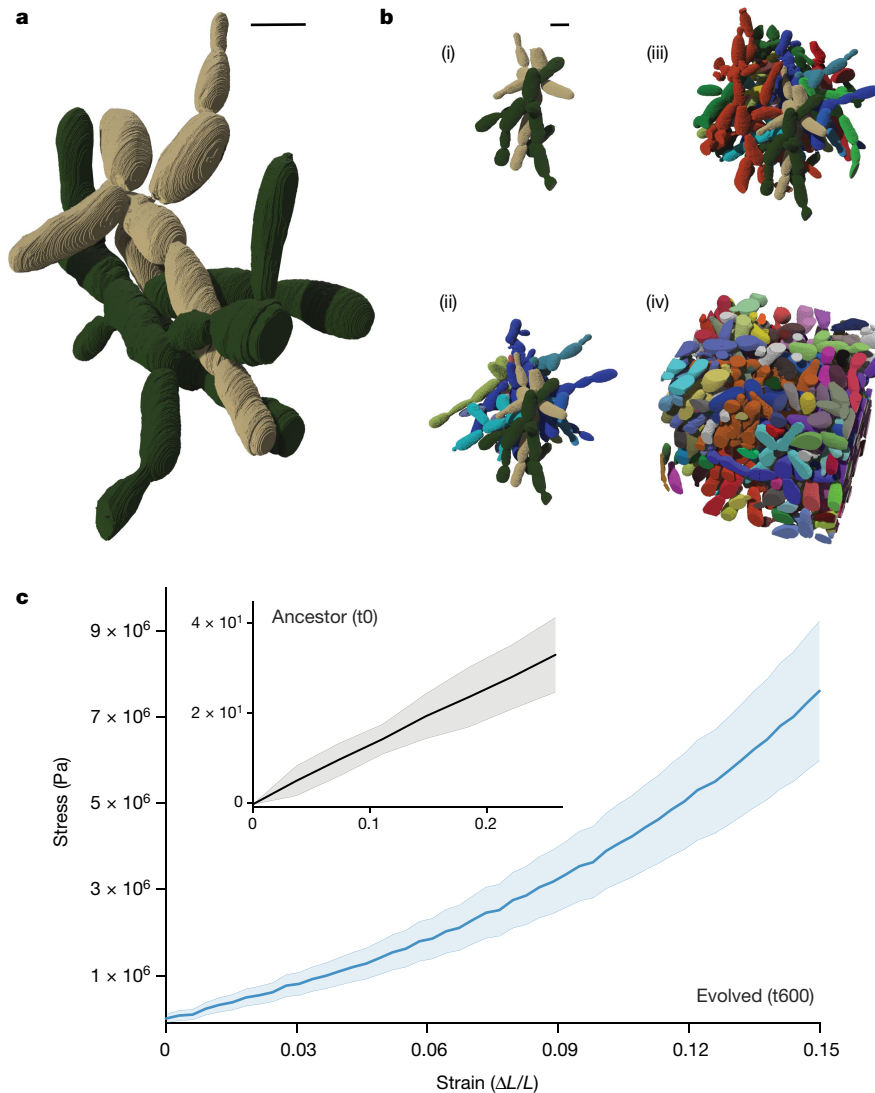 a
b
(i)
(iii)
(ii)
(iv)
c
Stress (Pa)
9 × 10⁶
7 × 10⁶
5 × 10⁶
3 × 10⁶
1 × 10⁶
Ancestor (t0)
4 × 10¹
2 × 10¹
0
0 0.1 0.2
Evolved (t600)
0 0.03 0.06 0.09 0.12 0.15
Strain (ΔL/L)